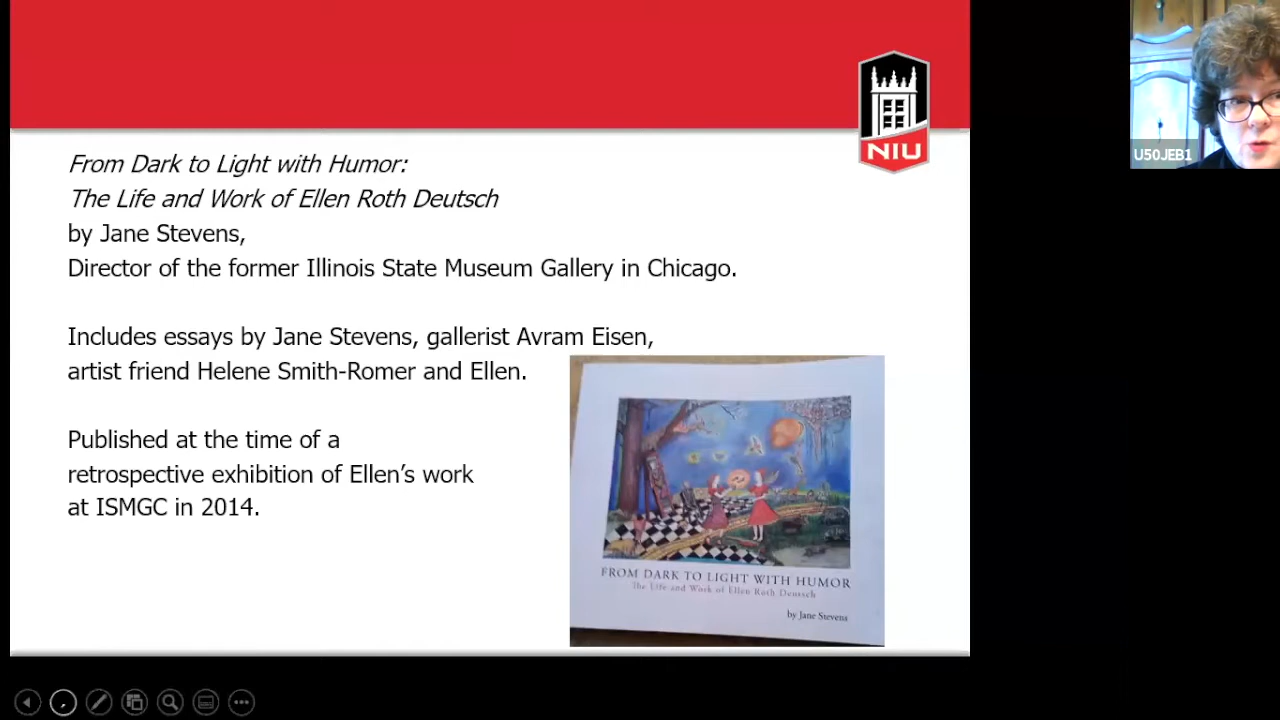 NIU
U50JEB1
From Dark to Light with Humor:
The Life and Work of Ellen Roth Deutsch
by Jane Stevens,
Director of the former Illinois State Museum Gallery in Chicago.
Includes essays by Jane Stevens, gallerist Avram Eisen,
artist friend Helene Smith-Romer and Ellen.
Published at the time of a
retrospective exhibition of Ellen’s work
at ISMGC in 2014.
FROM DARK TO LIGHT WITH HUMOR
The Life and Work of Ellen Roth Deutsch
by Jane Stevens